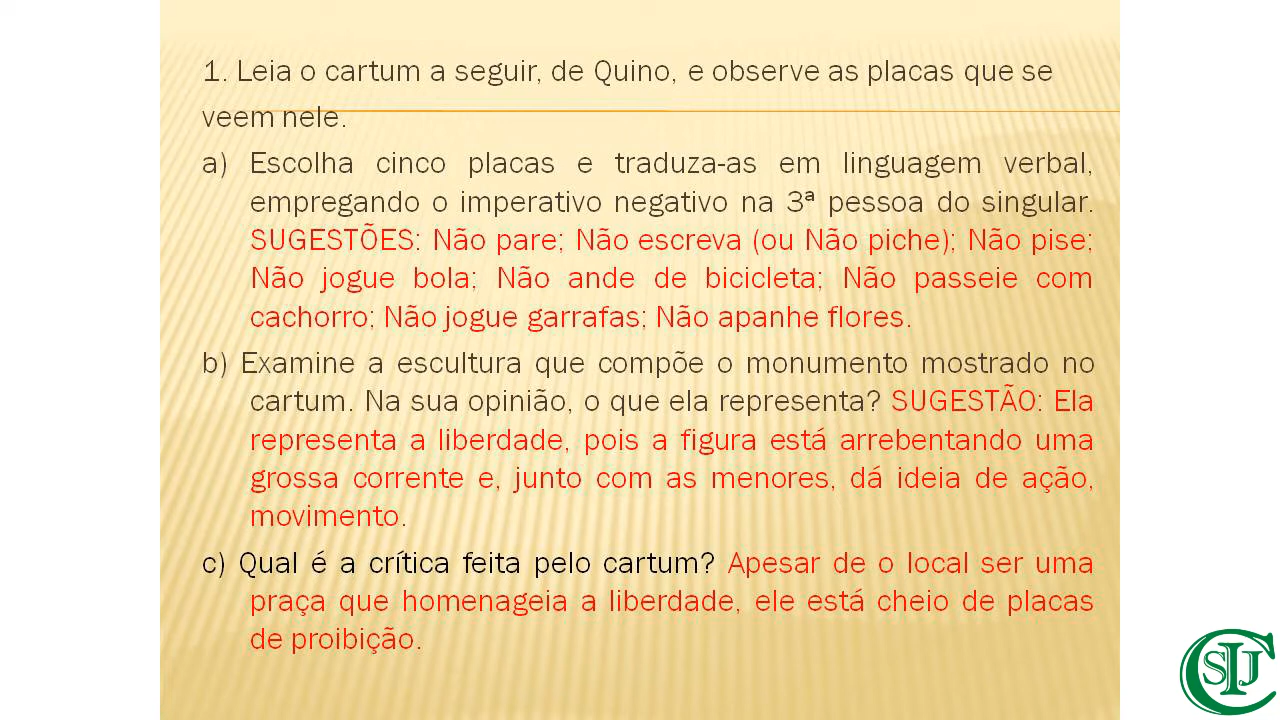 1. Leia o cartum a seguir, de Quino, e observe as placas que se
veem nele.
a) Escolha cinco placas e traduza-as em linguagem verbal,
empregando o imperativo negativo na 3ª pessoa do singular.
SUGESTÕES: Não pare; Não escreva (ou Não piche); Não pise;
Não jogue bola; Não ande de bicicleta; Não passeie com
cachorro; Não jogue garrafas; Não apanhe flores.
b) Examine a escultura que compõe o monumento mostrado no
cartum. Na sua opinião, o que ela representa? SUGESTÃO: Ela
representa a liberdade, pois a figura está arrebentando uma
grossa corrente e, junto com as menores, dá ideia de ação,
movimento.
c) Qual é a crítica feita pelo cartum? Apesar de o local ser uma
praça que homenageia a liberdade, ele está cheio de placas
de proibição.
CSIJ